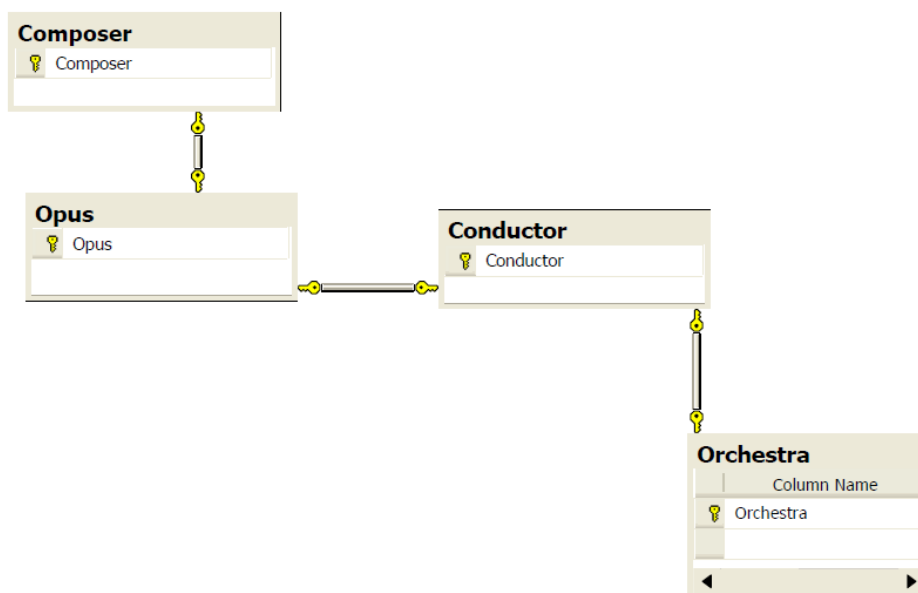 Composer
Composer
Opus
Opus
Conductor
Conductor
Orchestra
Column Name
Orchestra